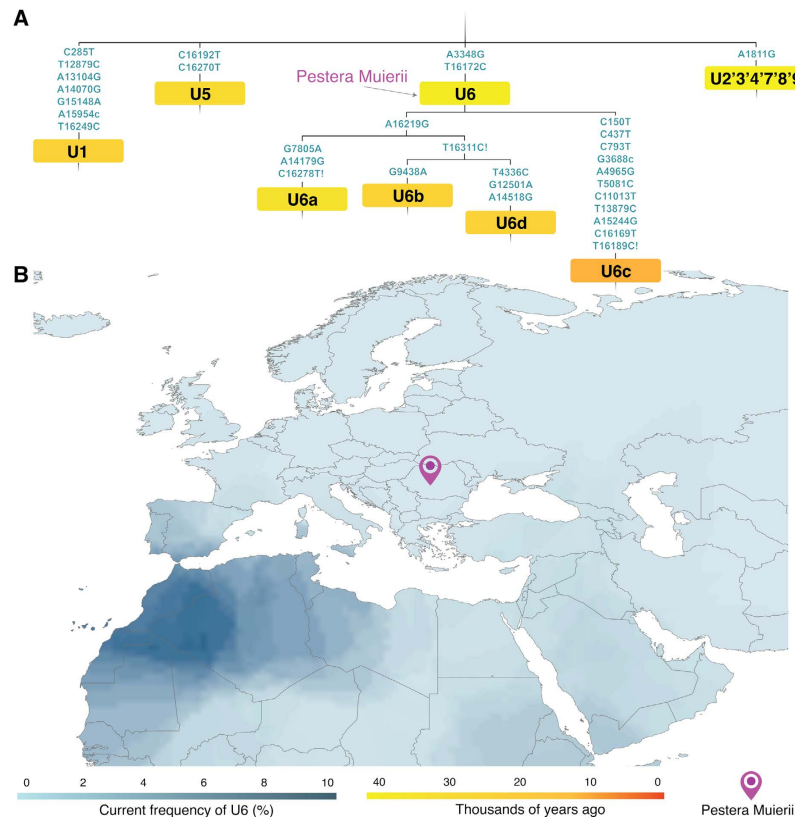 A
C285T
T12879C
A13104G
A14070G
G15148A
A15954c
T16249C
U1
C16192T
C16270T
U5
Pestera Muierii
A3348G
T16172C
U6
A1811G
U2'3'4'7'8'9
A16219G
G7805A
A14179G
C16278T!
U6a
T16311C!
G9438A
U6b
T4336C
G12501A
A14518G
U6d
C150T
C437T
C793T
G3688c
A4965G
T5081C
C11013T
T13879C
A15244G
C16169T
T16189C!
U6c
B
0 2 4 6 8 10
Current frequency of U6 (%)
40 30 20 10 0
Thousands of years ago
Pestera Muierii